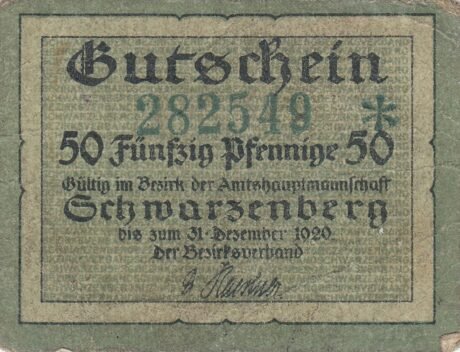 Gutschein
282549 *
50 Fünfzig Pfennige 50
Gültig im Bezirk der Amtshauptmannschaft
Schwarzenberg
bis zum 31. Dezember 1920
Der Bezirksverband